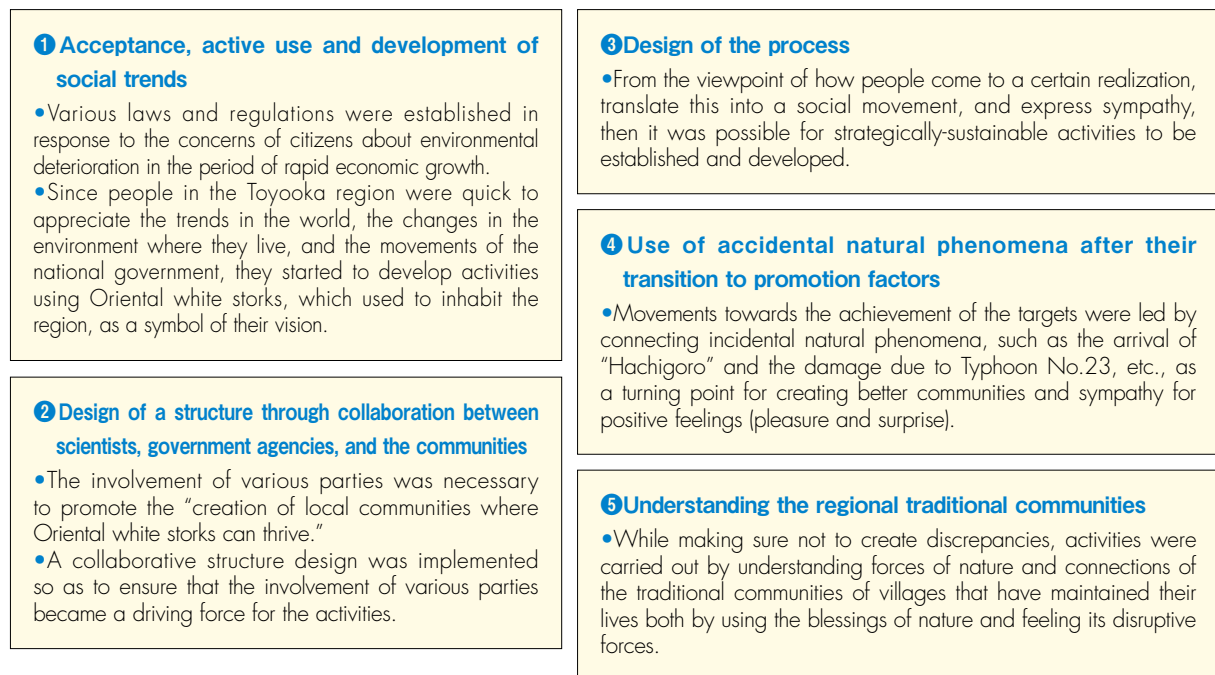 ❶Acceptance, active use and development of
social trends
•Various laws and regulations were established in
response to the concerns of citizens about environmental
deterioration in the period of rapid economic growth.
•Since people in the Toyooka region were quick to
appreciate the trends in the world, the changes in the
environment where they live, and the movements of the
national government, they started to develop activities
using Oriental white storks, which used to inhabit the
region, as a symbol of their vision.
❷Design of a structure through collaboration between
scientists, government agencies, and the communities
•The involvement of various parties was necessary
to promote the “creation of local communities where
Oriental white storks can thrive.”
•A collaborative structure design was implemented
so as to ensure that the involvement of various parties
became a driving force for the activities.
❸Design of the process
•From the viewpoint of how people come to a certain realization,
translate this into a social movement, and express sympathy,
then it was possible for strategically-sustainable activities to be
established and developed.
❹Use of accidental natural phenomena after their
transition to promotion factors
•Movements towards the achievement of the targets were led by
connecting incidental natural phenomena, such as the arrival of
“Hachigoro” and the damage due to Typhoon No.23, etc., as
a turning point for creating better communities and sympathy for
positive feelings (pleasure and surprise).
❺Understanding the regional traditional communities
•While making sure not to create discrepancies, activities were
carried out by understanding forces of nature and connections of
the traditional communities of villages that have maintained their
lives both by using the blessings of nature and feeling its disruptive
forces.